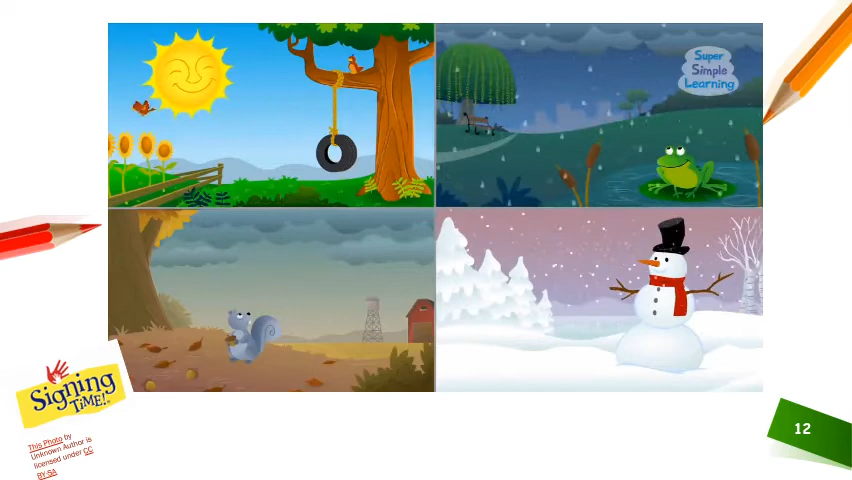 Super
Simple
Learning
Signing
TiME!
This Photo by
Unknown Author is
licensed under CC
BY-SA
12